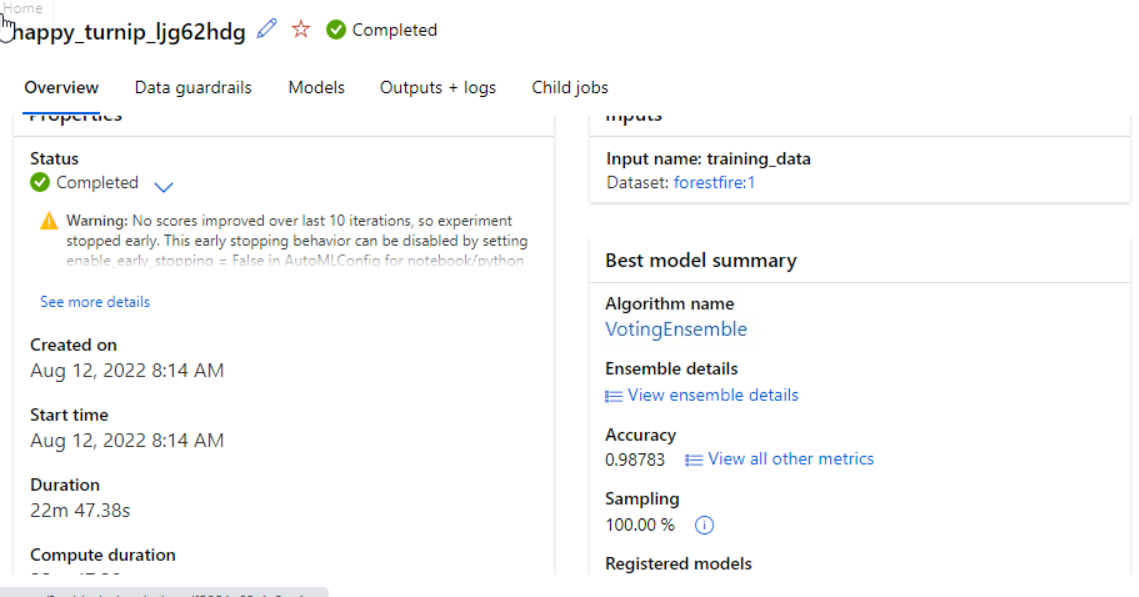 Home
happy_turnip_ljg62hdg Completed
Overview Data guardrails Models Outputs + logs Child jobs
Properties
Status
Completed
Warning: No scores improved over last 10 iterations, so experiment
stopped early. This early stopping behavior can be disabled by setting
enable_early_stopping = False in AutoMLConfig for notebook/python
See more details
Created on
Aug 12, 2022 8:14 AM
Start time
Aug 12, 2022 8:14 AM
Duration
22m 47.38s
Compute duration
Inputs
Input name: training_data
Dataset: forestfire:1
Best model summary
Algorithm name
VotingEnsemble
Ensemble details
View ensemble details
Accuracy
0.98783 View all other metrics
Sampling
100.00 %
Registered models